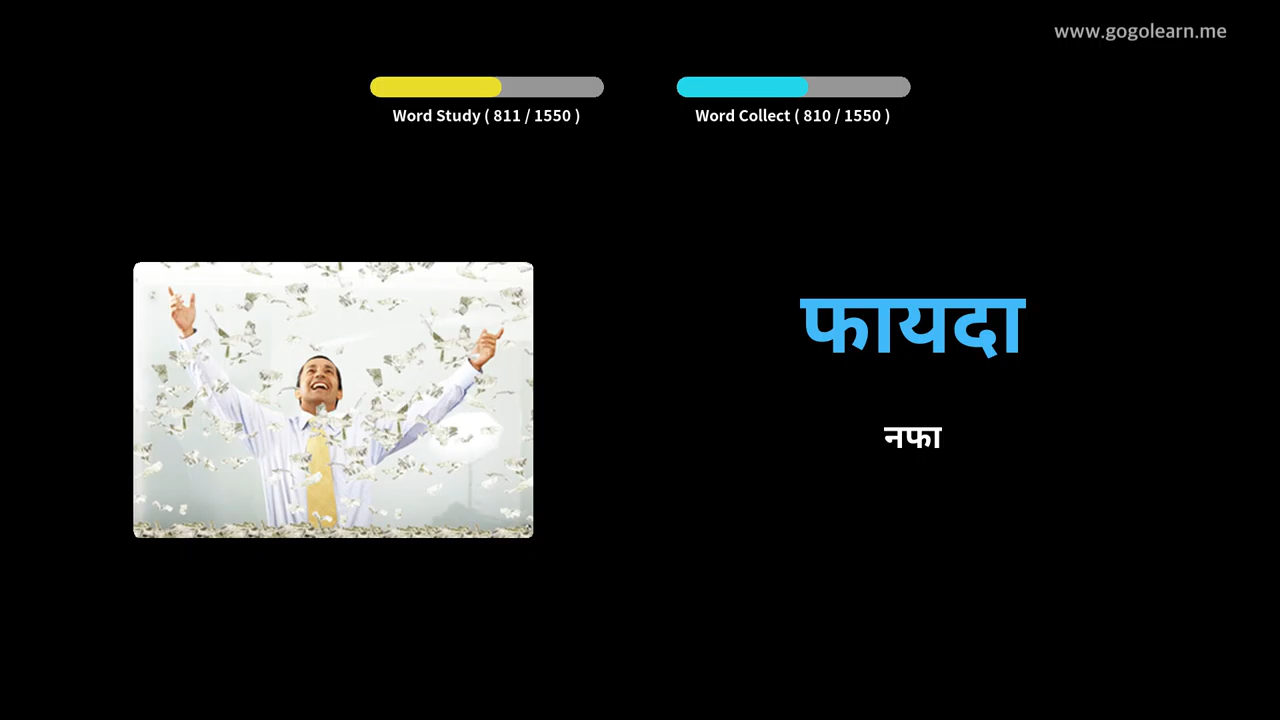 www.gogolearn.me
Word Study ( 811 / 1550 )
Word Collect ( 810 / 1550 )
फायदा
नफा